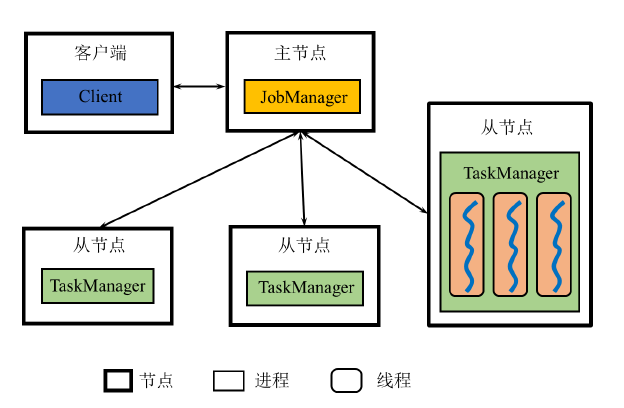 客户端
Client
主节点
JobManager
从节点
TaskManager
从节点
TaskManager
从节点
TaskManager
节点
进程
线程